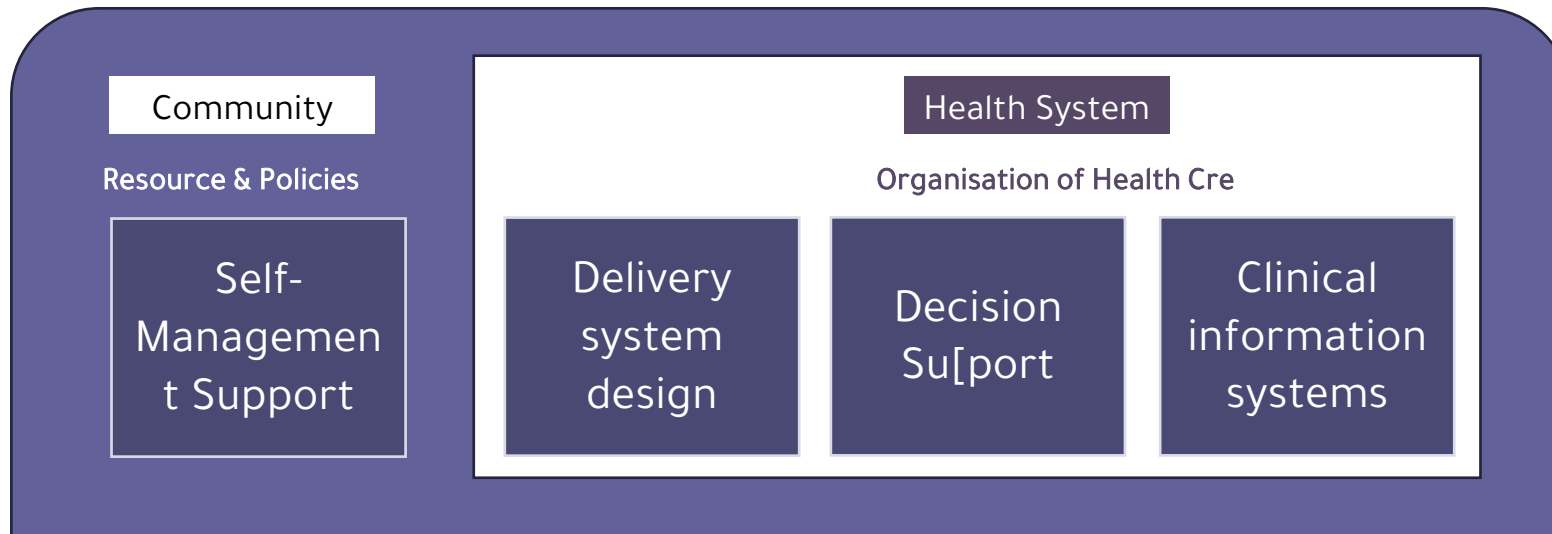 Community
Resource & Policies
Self-
Managemen
t Support
Health System
Organisation of Health Cre
Delivery
system
design
Decision
Su[port
Clinical
information
systems